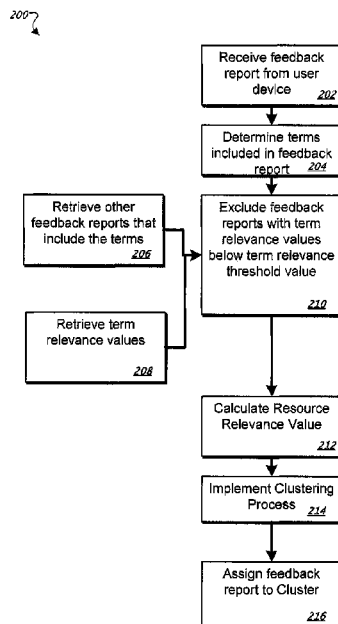 200
Receive feedback
report from user
device
202
Determine terms
included in feedback
report
204
Retrieve other
feedback reports that
include the terms
206
Exclude feedback
reports with term
relevance values
below term relevance
threshold value
210
Retrieve term
relevance values
208
Calculate Resource
Relevance Value
212
Implement Clustering
Process
214
Assign feedback
report to Cluster
216